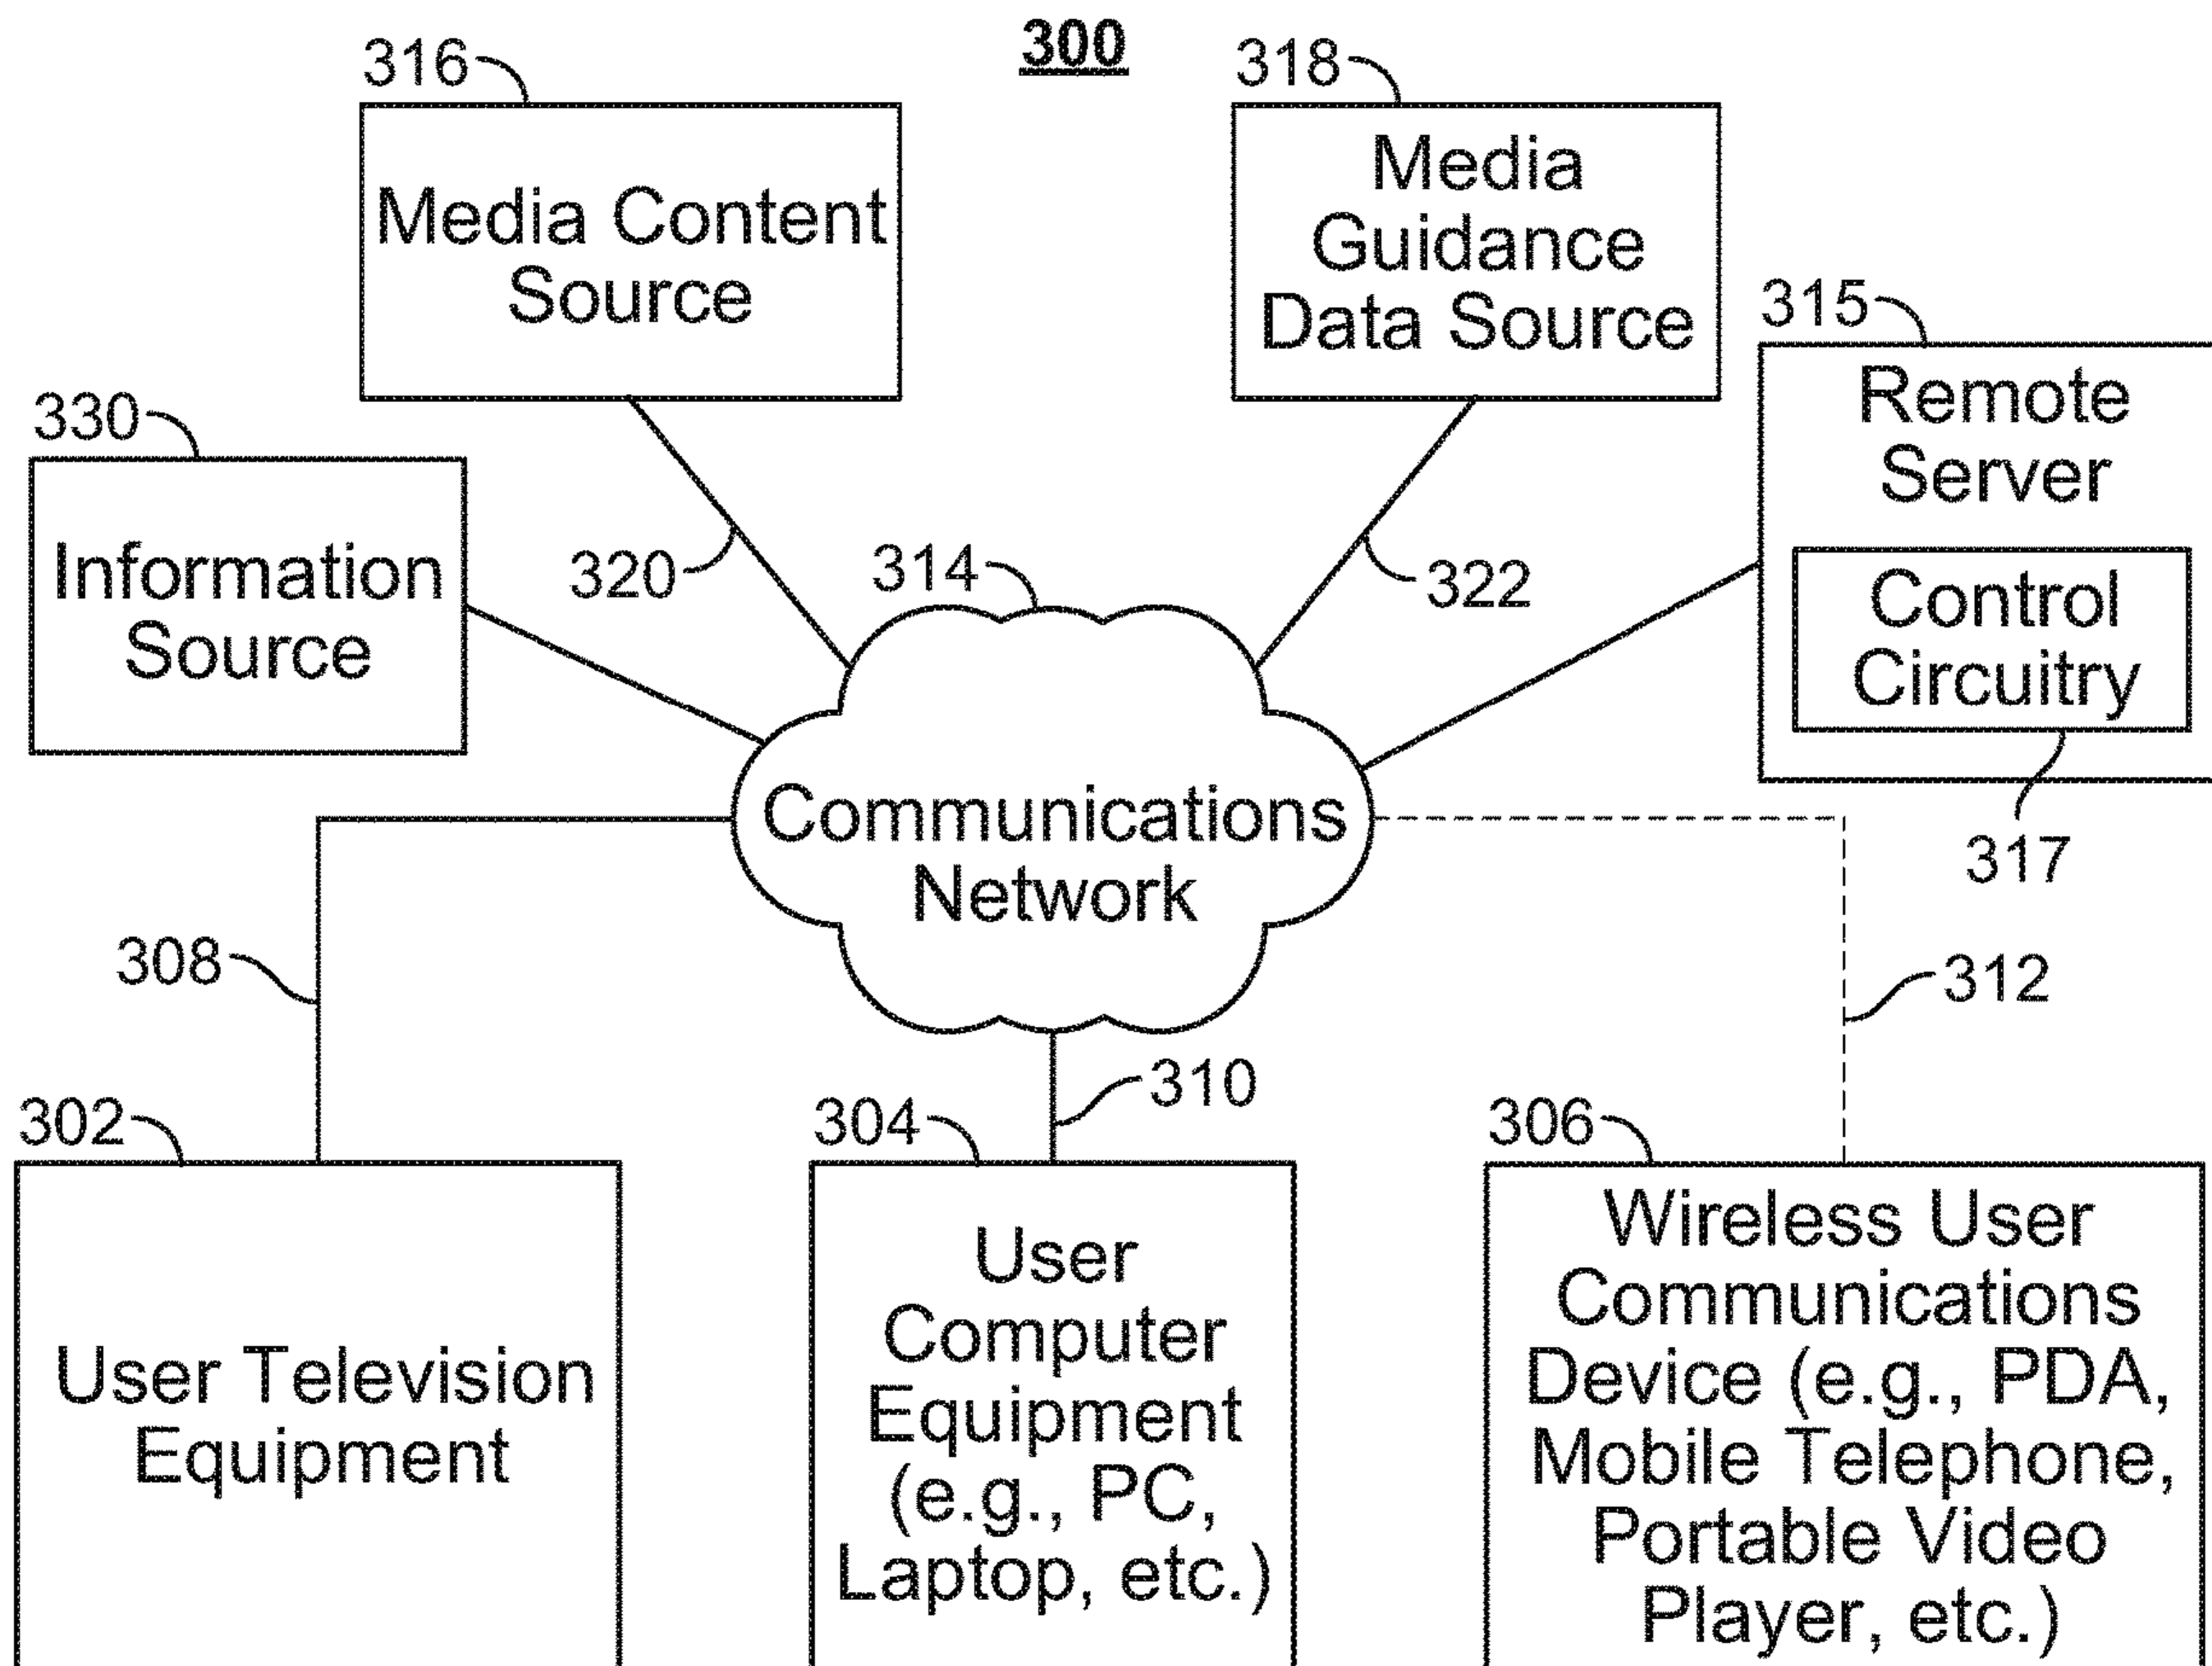 300
316
Media Content
Source
318
Media
Guidance
Data Source
315
Remote
Server
Control
Circuitry
317
330
Information
Source
320
314
322
Communications
Network
308
310
312
302
User Television
Equipment
304
User
Computer
Equipment
(e.g., PC,
Laptop, etc.)
306
Wireless User
Communications
Device (e.g., PDA,
Mobile Telephone,
Portable Video
Player, etc.)